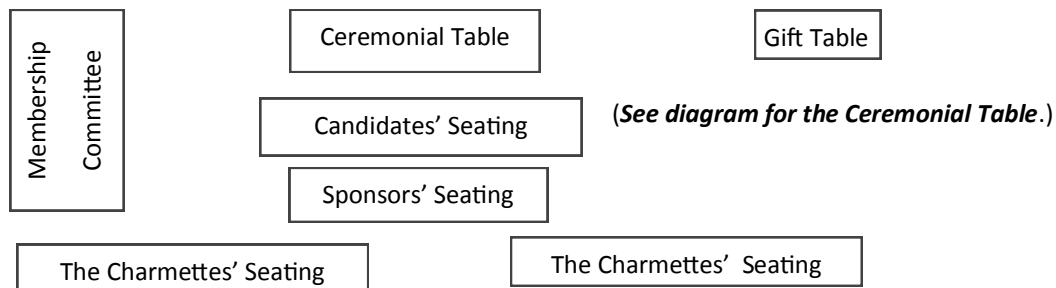 Membership
Committee
Ceremonial Table
Gift Table
Candidates’ Seating
(See diagram for the Ceremonial Table.)
Sponsors’ Seating
The Charmettes’ Seating
The Charmettes’  Seating